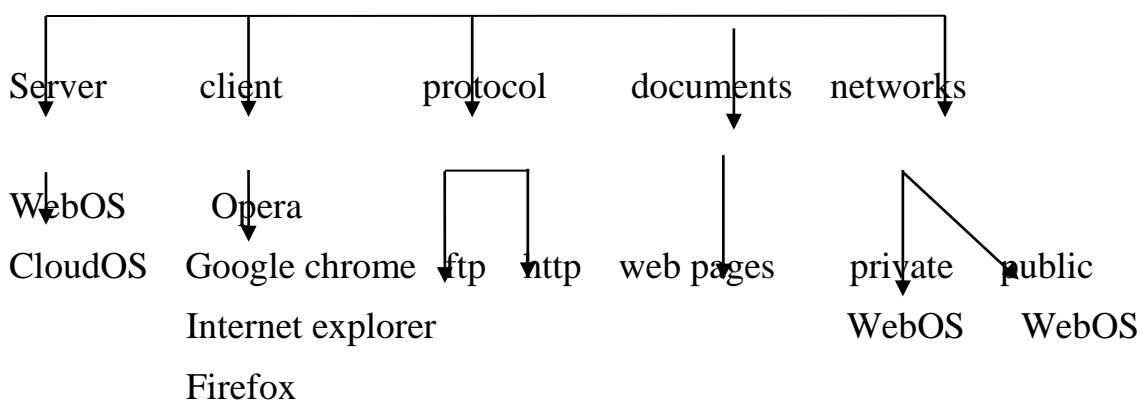 Server client protocol documents networks
WebOS Opera
CloudOS Google chrome ftp http web pages private public
Internet explorer WebOS WebOS
Firefox